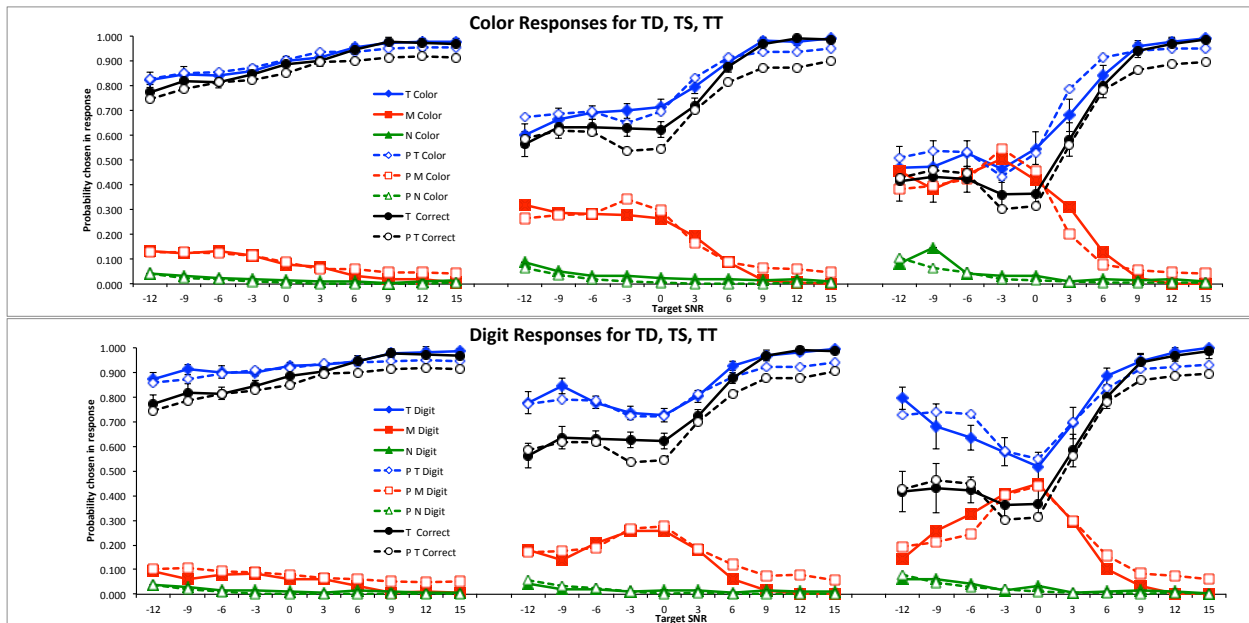 Color Responses for TD, TS, TT
Probability chosen in response
1.000
0.900
0.800
0.700
0.600
0.500
0.400
0.300
0.200
0.100
0.000
T Color
M Color
N Color
P T Color
P M Color
P N Color
T Correct
P T Correct
-12 -9 -6 -3 0 3 6 9 12 15
-12 -9 -6 -3 0 3 6 9 12 15
-12 -9 -6 -3 0 3 6 9 12 15
Target SNR
Digit Responses for TD, TS, TT
Probability chosen in response
1.000
0.900
0.800
0.700
0.600
0.500
0.400
0.300
0.200
0.100
0.000
T Digit
M Digit
N Digit
P T Digit
P M Digit
P N Digit
T Correct
P T Correct
-12 -9 -6 -3 0 3 6 9 12 15
-12 -9 -6 -3 0 3 6 9 12 15
-12 -9 -6 -3 0 3 6 9 12 15
Target SNR